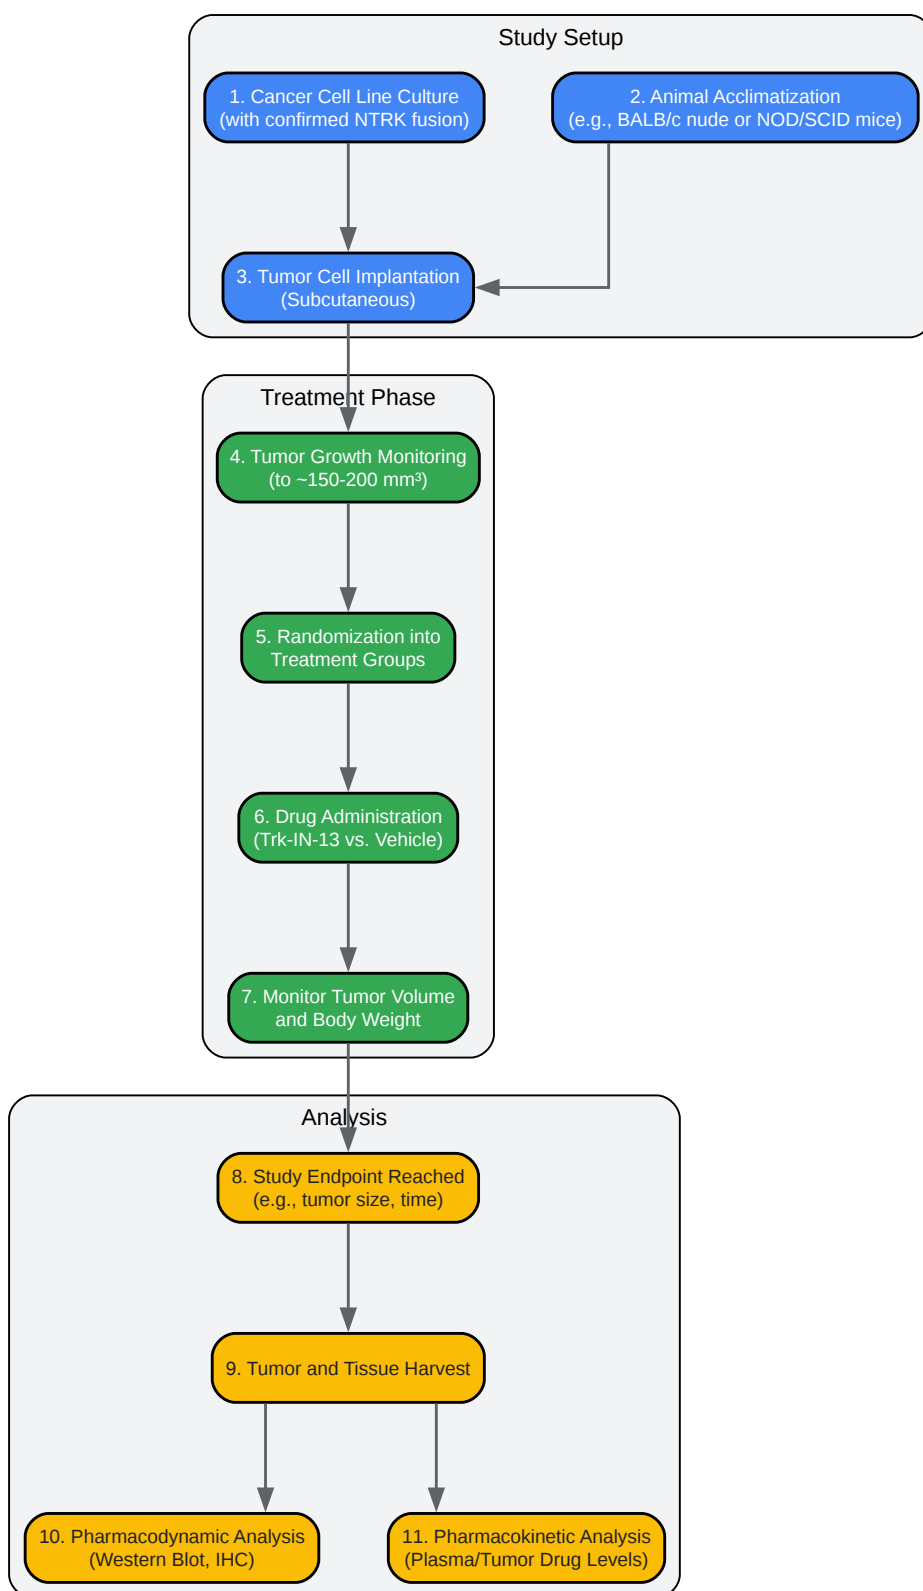 Study Setup
1. Cancer Cell Line Culture
(with confirmed NTRK fusion)
2. Animal Acclimatization
(e.g., BALB/c nude or NOD/SCID mice)
3. Tumor Cell Implantation
(Subcutaneous)
Treatment Phase
4. Tumor Growth Monitoring
(to ~150-200 mm³)
5. Randomization into
Treatment Groups
6. Drug Administration
(Trk-IN-13 vs. Vehicle)
7. Monitor Tumor Volume
and Body Weight
Analysis
8. Study Endpoint Reached
(e.g., tumor size, time)
9. Tumor and Tissue Harvest
10. Pharmacodynamic Analysis
(Western Blot, IHC)
11. Pharmacokinetic Analysis
(Plasma/Tumor Drug Levels)